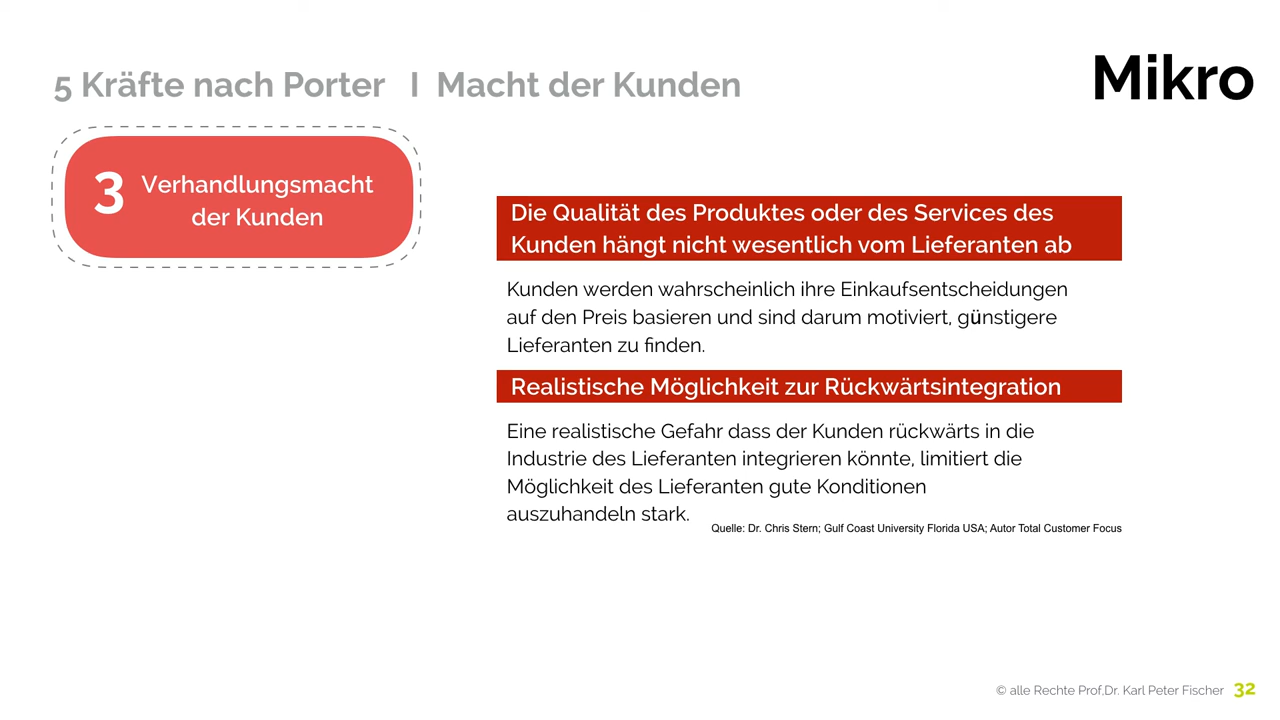 5 Kräfte nach Porter I Macht der Kunden
Mikro
3 Verhandlungsmacht
der Kunden
Die Qualität des Produktes oder des Services des
Kunden hängt nicht wesentlich vom Lieferanten ab
Kunden werden wahrscheinlich ihre Einkaufsentscheidungen
auf den Preis basieren und sind darum motiviert, günstigere
Lieferanten zu finden.
Realistische Möglichkeit zur Rückwärtsintegration
Eine realistische Gefahr dass der Kunden rückwärts in die
Industrie des Lieferanten integrieren könnte, limitiert die
Möglichkeit des Lieferanten gute Konditionen
auszuhandeln stark.
Quelle: Dr. Chris Stern; Gulf Coast University Florida USA; Autor Total Customer Focus
© alle Rechte Prof.Dr. Karl Peter Fischer 32